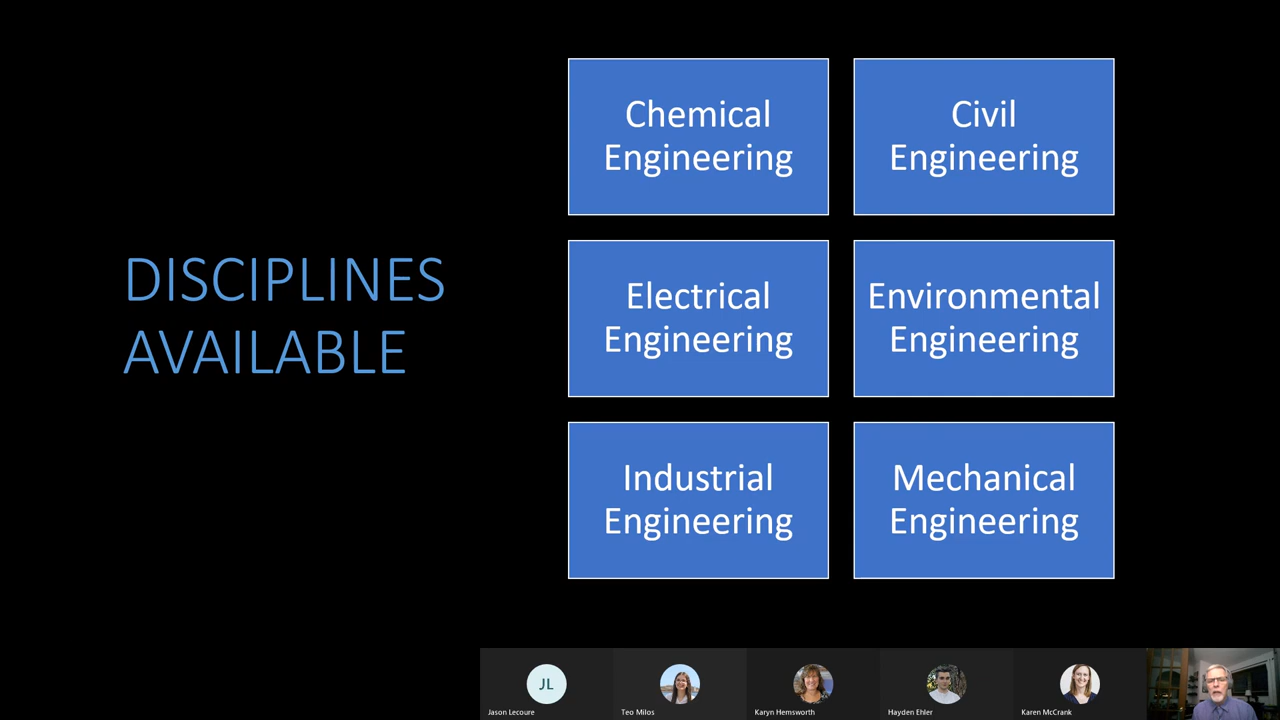 DISCIPLINES
AVAILABLE
Chemical
Engineering
Civil
Engineering
Electrical
Engineering
Environmental
Engineering
Industrial
Engineering
Mechanical
Engineering
JL
Jason Lecoure
Teo Milos
Karyn Hemsworth
Hayden Ehler
Karen McCrank